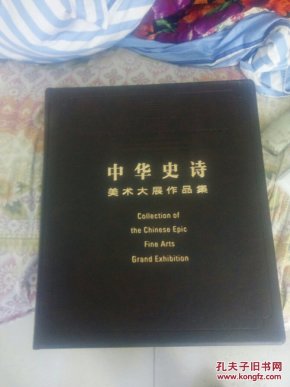 中华史诗
美术大展作品集
Collection of
the Chinese Epic
Fine Arts
Grand Exhibition
孔夫子旧书网
www.kongfz.com